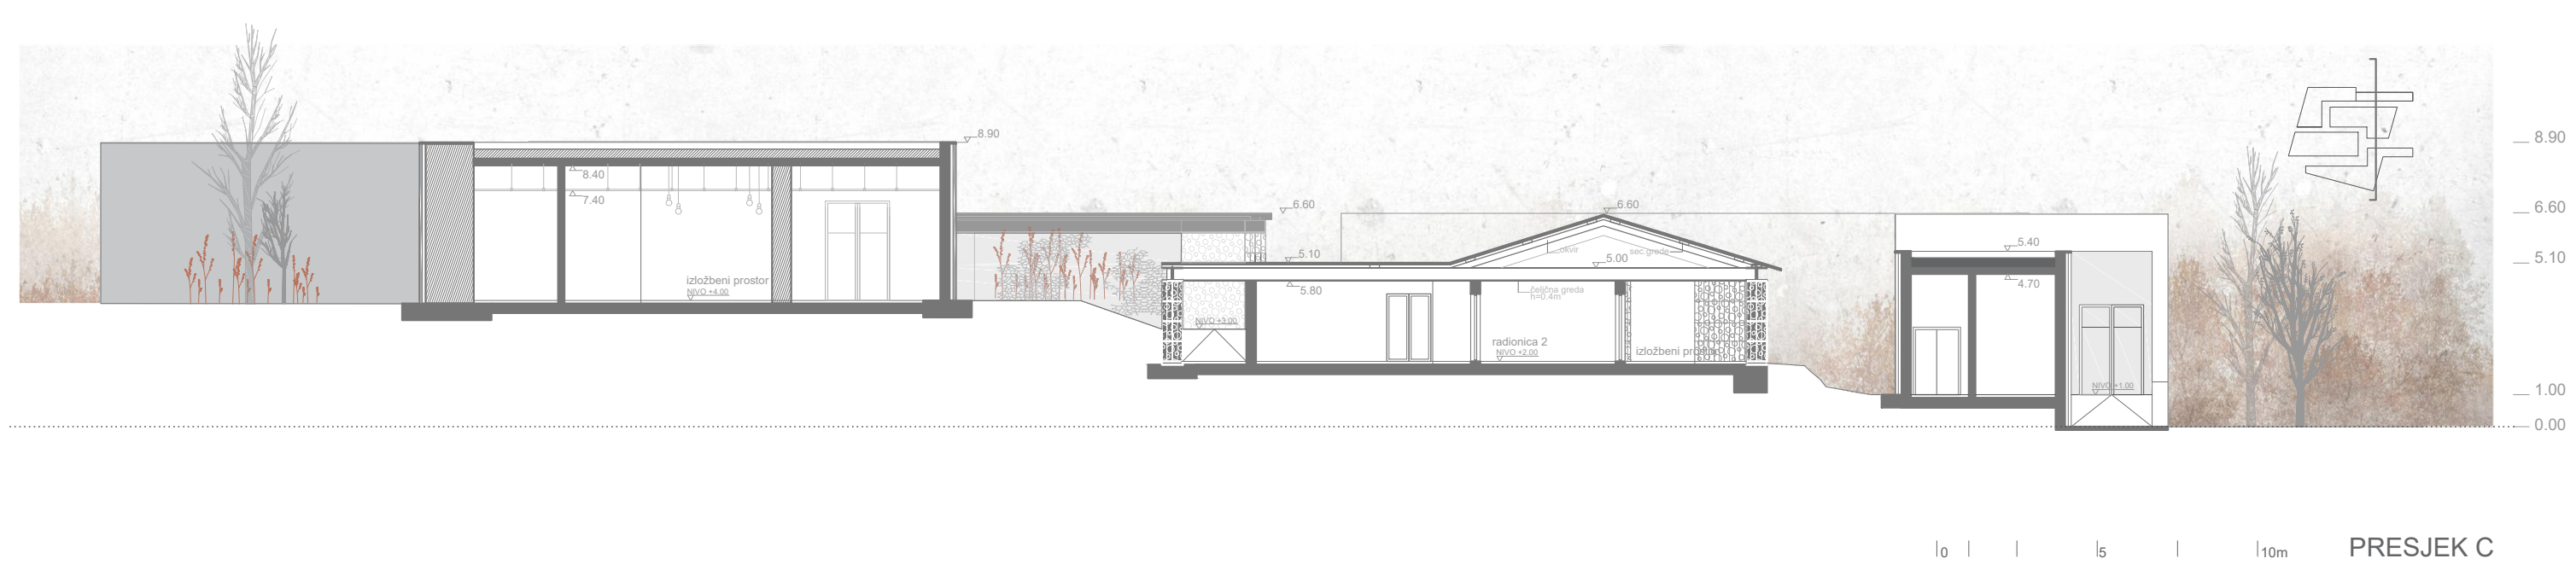 8.90
8.40
7.40
izložbeni prostor
NIVO +4.00
6.60
5.10
5.80
NIVO +3.00
6.60
okvir
sec.grede
5.00
čelična greda
h=0.4m
radionica 2
NIVO +2.00
izložbeni prostor
5.40
4.70
NIVO +1.00
8.90
6.60
5.10
1.00
0.00
0 5 10m
PRESJEK C